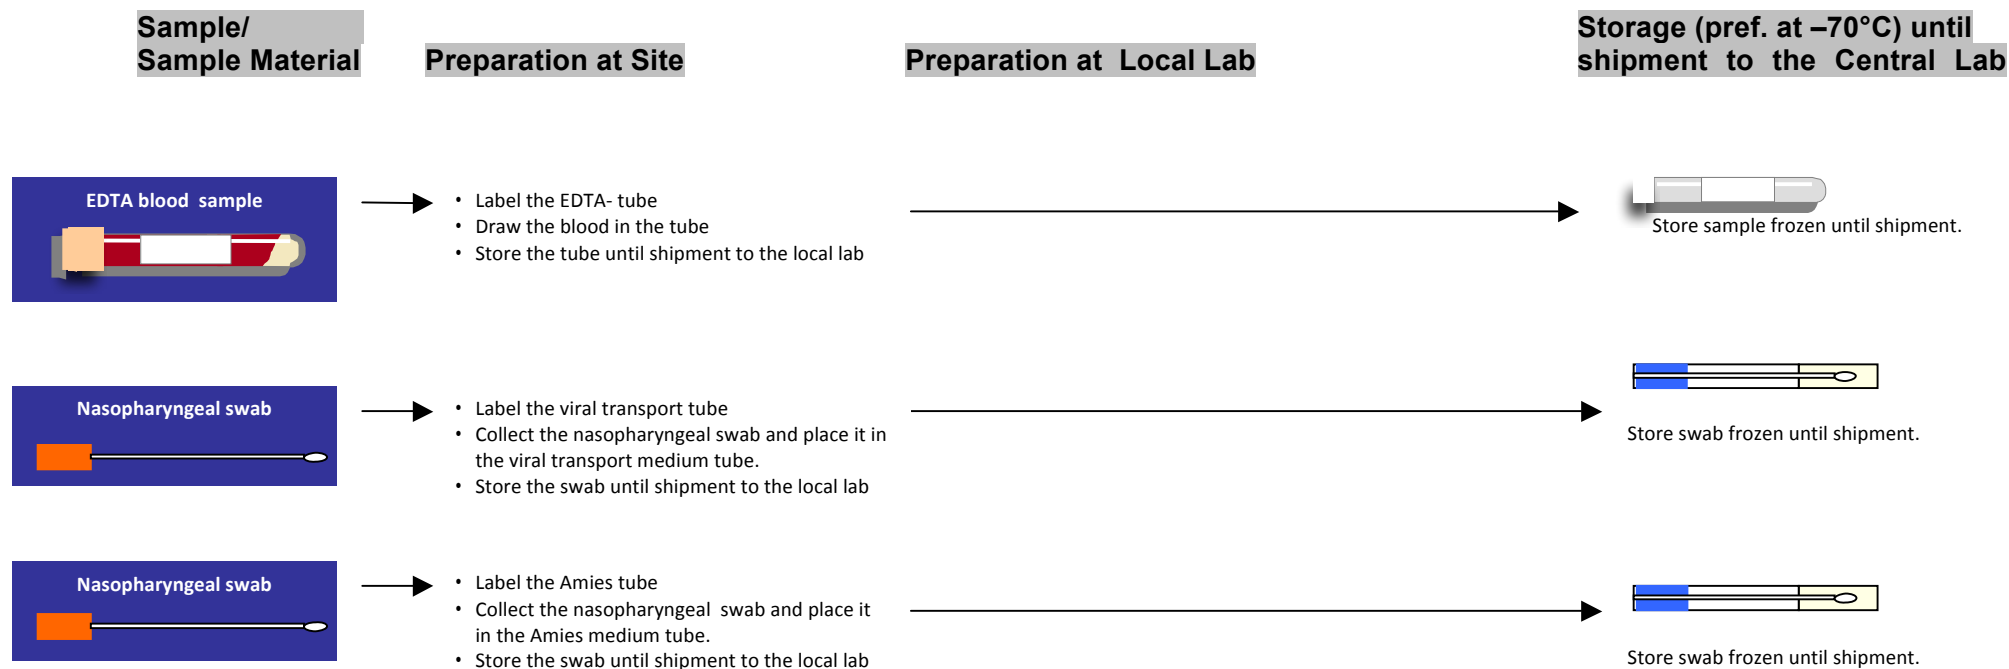 Sample/
Sample Material
Preparation at Site
Preparation at Local Lab
Storage (pref. at –70°C) until
shipment to the Central Lab
EDTA blood sample
• Label the EDTA- tube
• Draw the blood in the tube
• Store the tube until shipment to the local lab
Store sample frozen until shipment.
Nasopharyngeal swab
• Label the viral transport tube
• Collect the nasopharyngeal swab and place it in
the viral transport medium tube.
• Store the swab until shipment to the local lab
Store swab frozen until shipment.
Nasopharyngeal swab
• Label the Amies tube
• Collect the nasopharyngeal swab and place it
in the Amies medium tube.
• Store the swab until shipment to the local lab
Store swab frozen until shipment.